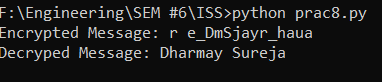 F:\Engineering\SEM #6\ISS>python prac8.py
Encrypted Message: r e_DmSjayr_haua
Decryped Message: Dharmay Sureja